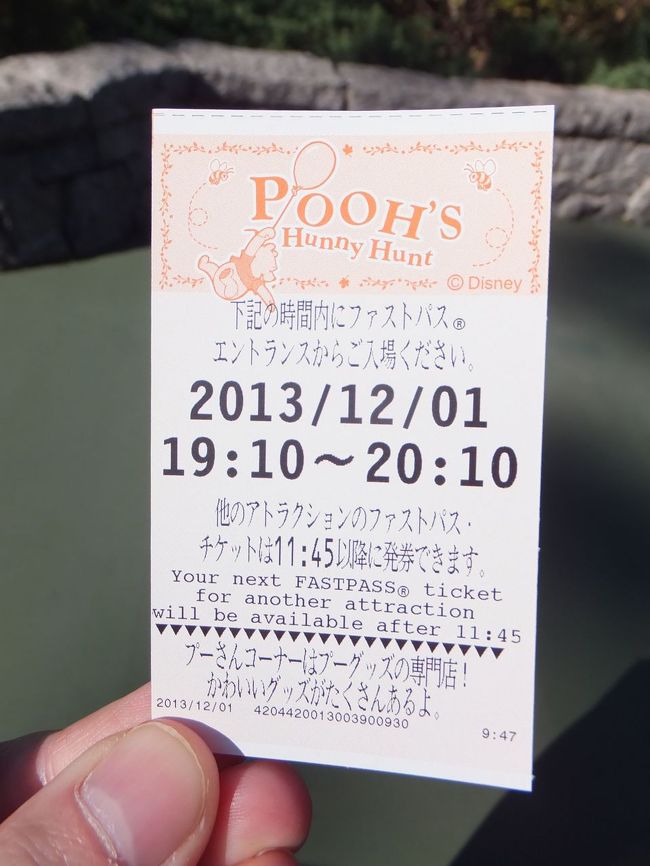 POOH'S
Hunny Hunt
© Disney
下記の時間内にファストパス®
エントランスからご入場ください。
2013/12/01
19:10〜20:10
他のアトラクションのファストパス・
チケットは11:45以降に発券できます。
Your next FASTPASS® ticket
for another attraction
will be available after 11:45
プーさんコーナーはプーグッズの専門店!
かわいいグッズがたくさんあるよ。
2013/12/01 4204420013003900930 9:47